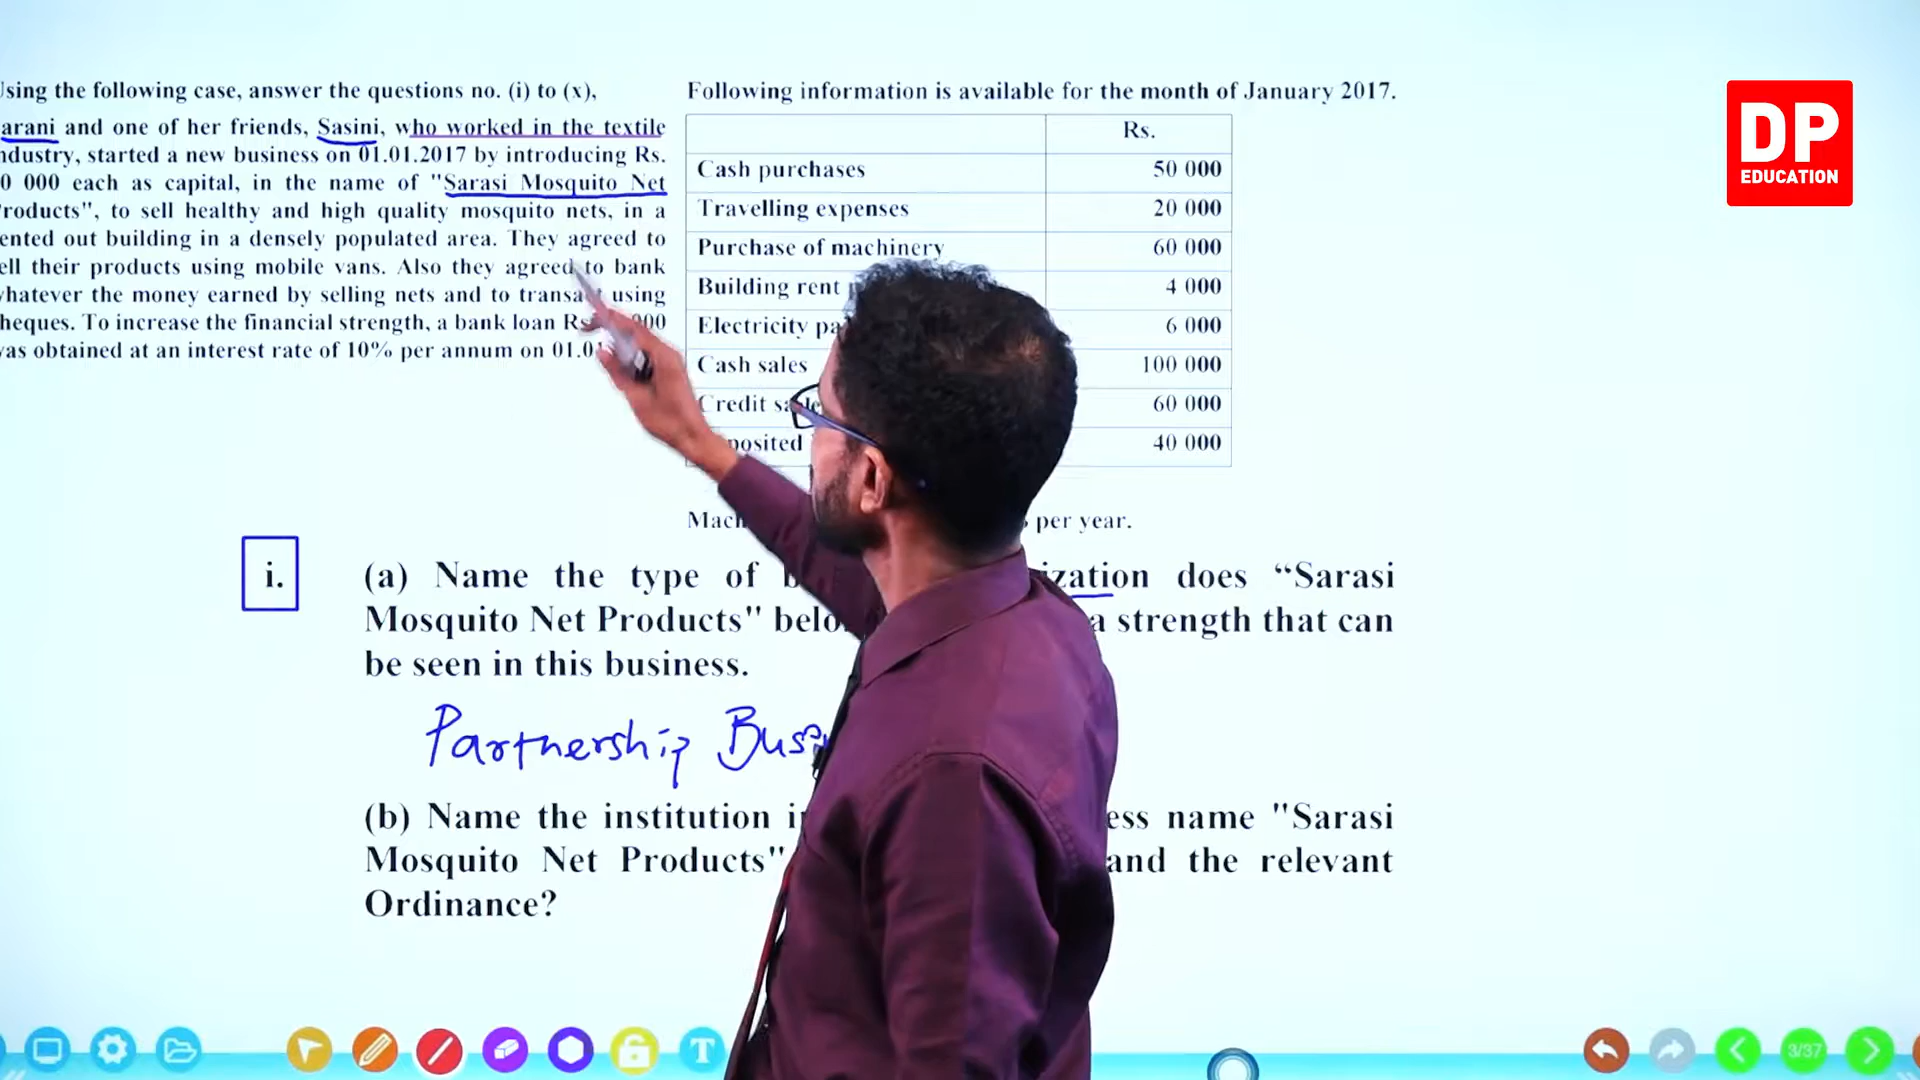 Using the following case, answer the questions no. (i) to (x),
arani and one of her friends, Sasini, who worked in the textile
ndustry, started a new business on 01.01.2017 by introducing Rs.
0 000 each as capital, in the name of "Sarasi Mosquito Net
roducts", to sell healthy and high quality mosquito nets, in a
ented out building in a densely populated area. They agreed to
ell their products using mobile vans. Also they agreed to bank
hatever the money earned by selling nets and to transact using
heques. To increase the financial strength, a bank loan Rs 000
as obtained at an interest rate of 10% per annum on 01.01
Following information is available for the month of January 2017.
Rs.
Cash purchases 50 000
Travelling expenses 20 000
Purchase of machinery 60 000
Building rent 4 000
Electricity 6 000
Cash sales 100 000
Credit 60 000
posited 40 000
per year.
DP
EDUCATION
i.
(a) Name the type of ization does “Sarasi
Mosquito Net Products" a strength that can
be seen in this business.
Partnership
(b) Name the institution ess name "Sarasi
Mosquito Net Products" and the relevant
Ordinance?
T
3/37